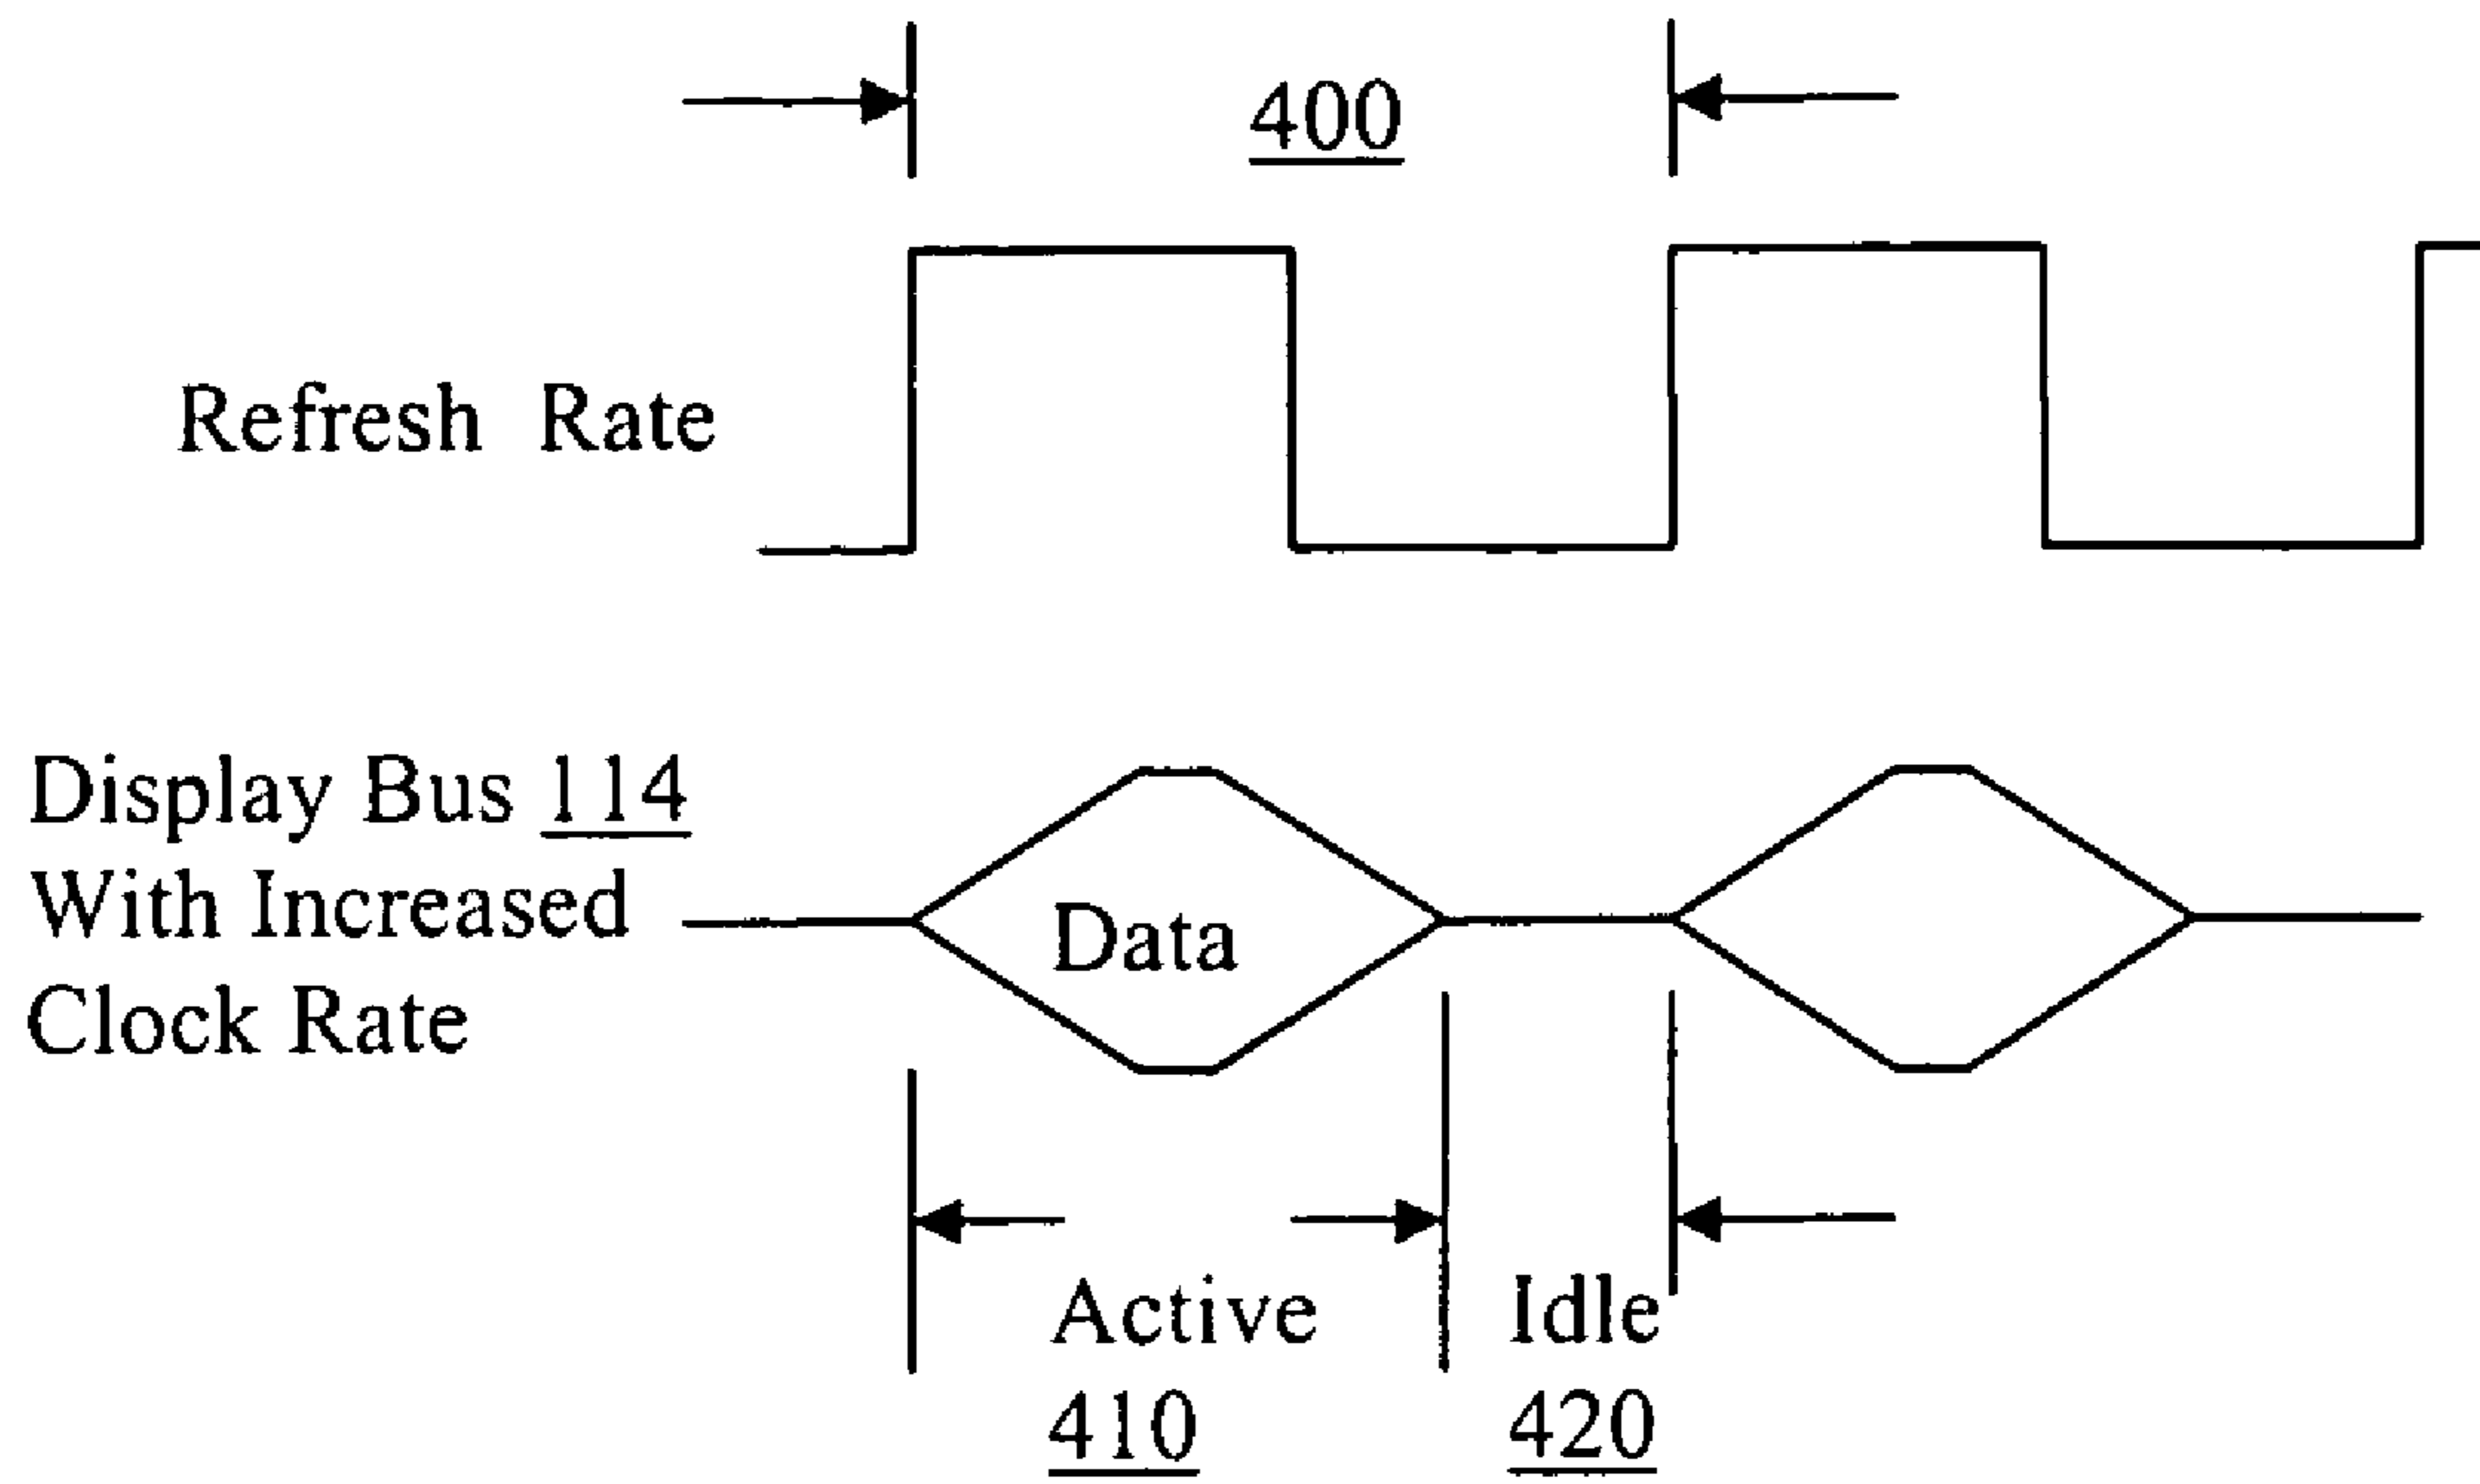 400
Refresh Rate
Display Bus 114
With Increased
Clock Rate
Data
Active
410
Idle
420